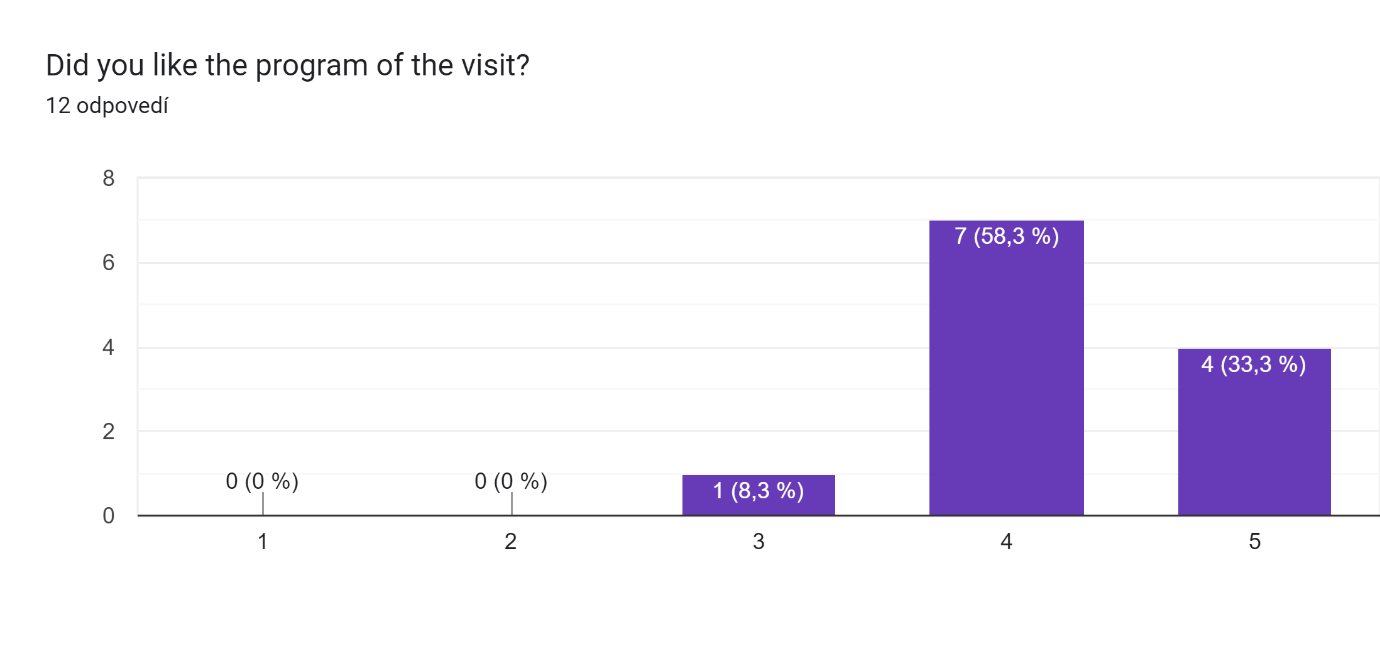 Did you like the program of the visit?
12 odpovedí
8
6
4
2
0
0 (0 %)
0 (0 %)
1 (8,3 %)
7 (58,3 %)
4 (33,3 %)
1
2
3
4
5